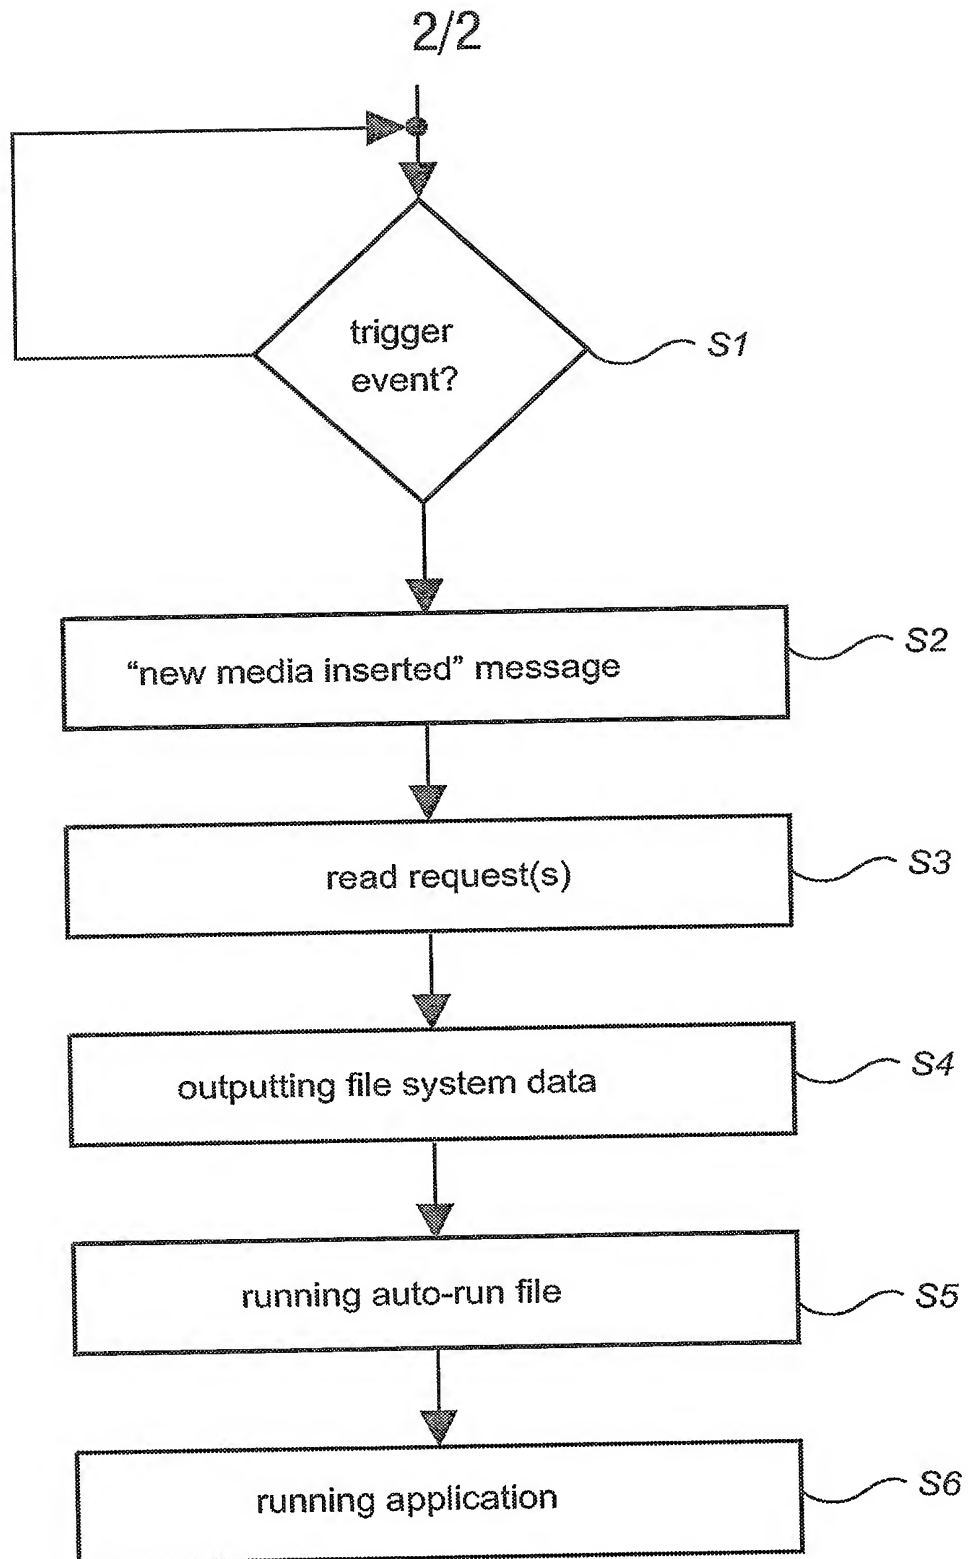 2/2
trigger
event?
S1
“new media inserted” message
S2
read request(s)
S3
outputting file system data
S4
running auto-run file
S5
running application
S6